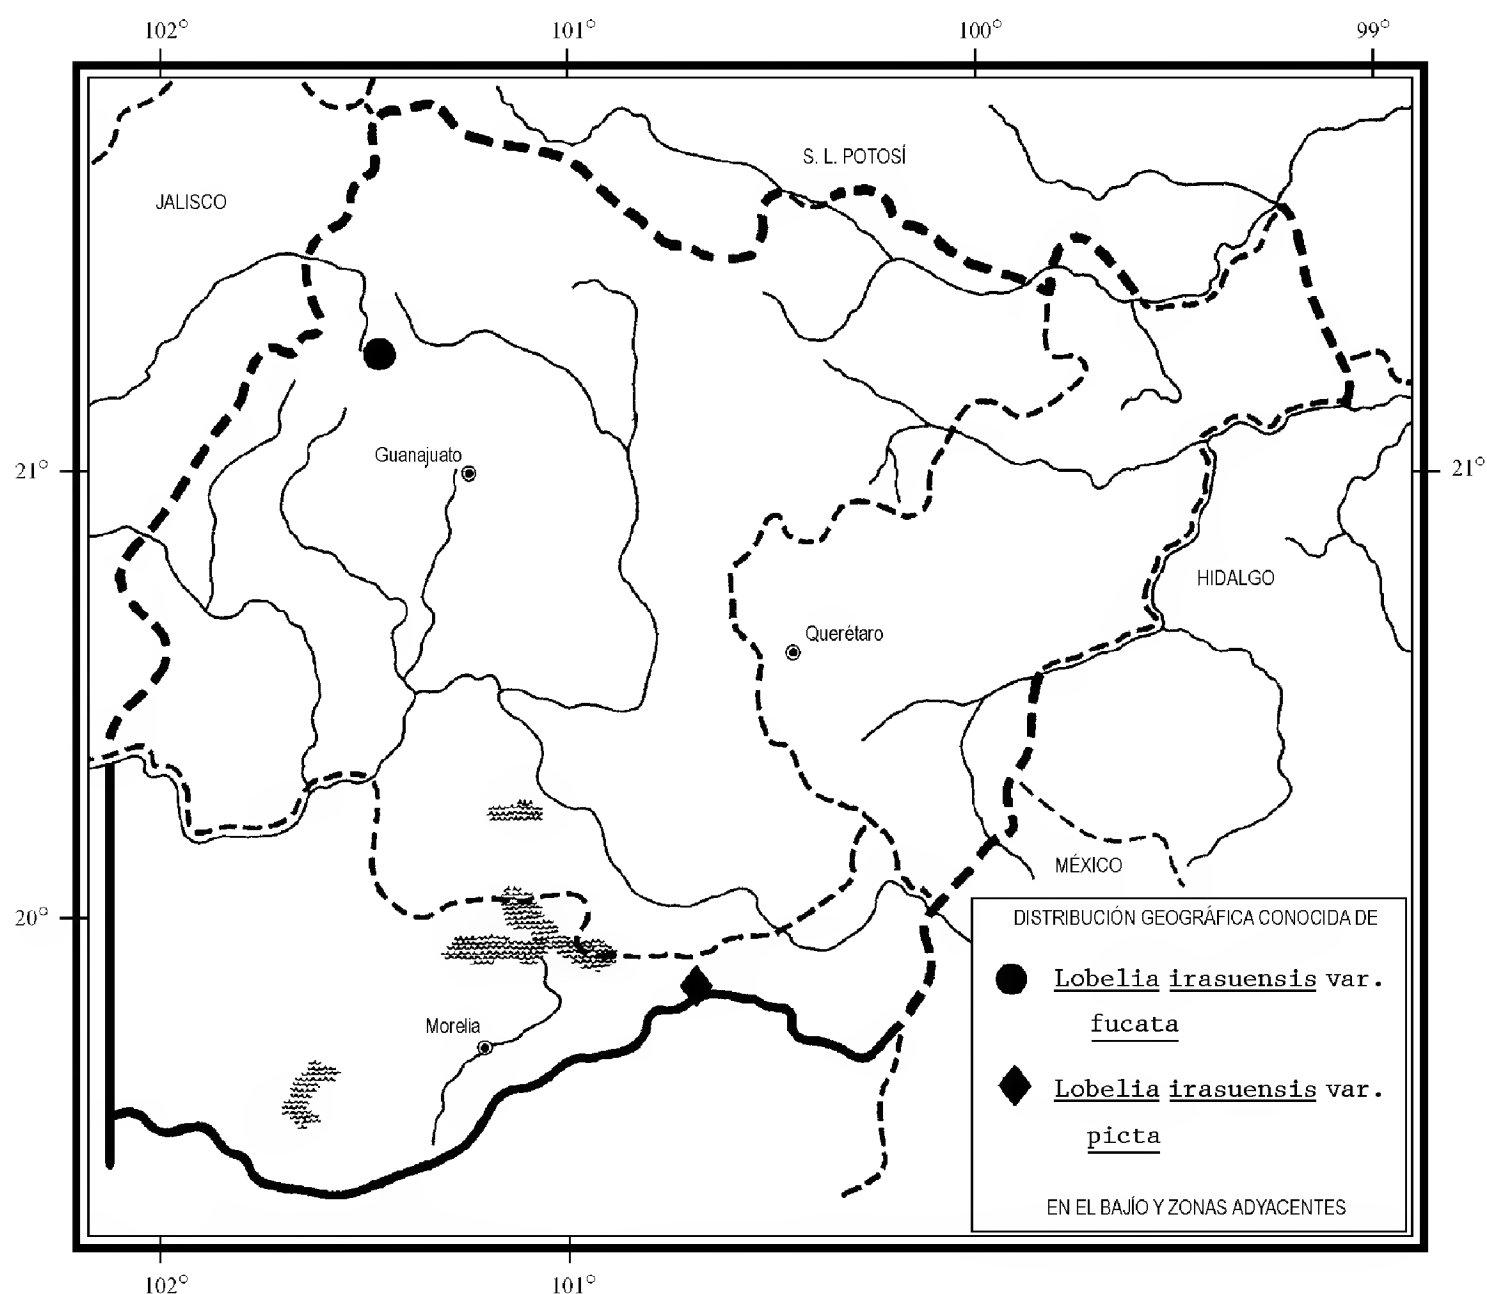 102° 101° 100° 99°
S. L. POTOSÍ
JALISCO
Guanajuato
21° 21°
HIDALGO
Querétaro
MÉXICO
20°
DISTRIBUCIÓN GEOGRÁFICA CONOCIDA DE
Lobelia irasuensis var.
fucata
Morelia
Lobelia irasuensis var.
picta
EN EL BAJÍO Y ZONAS ADYACENTES
102° 101°